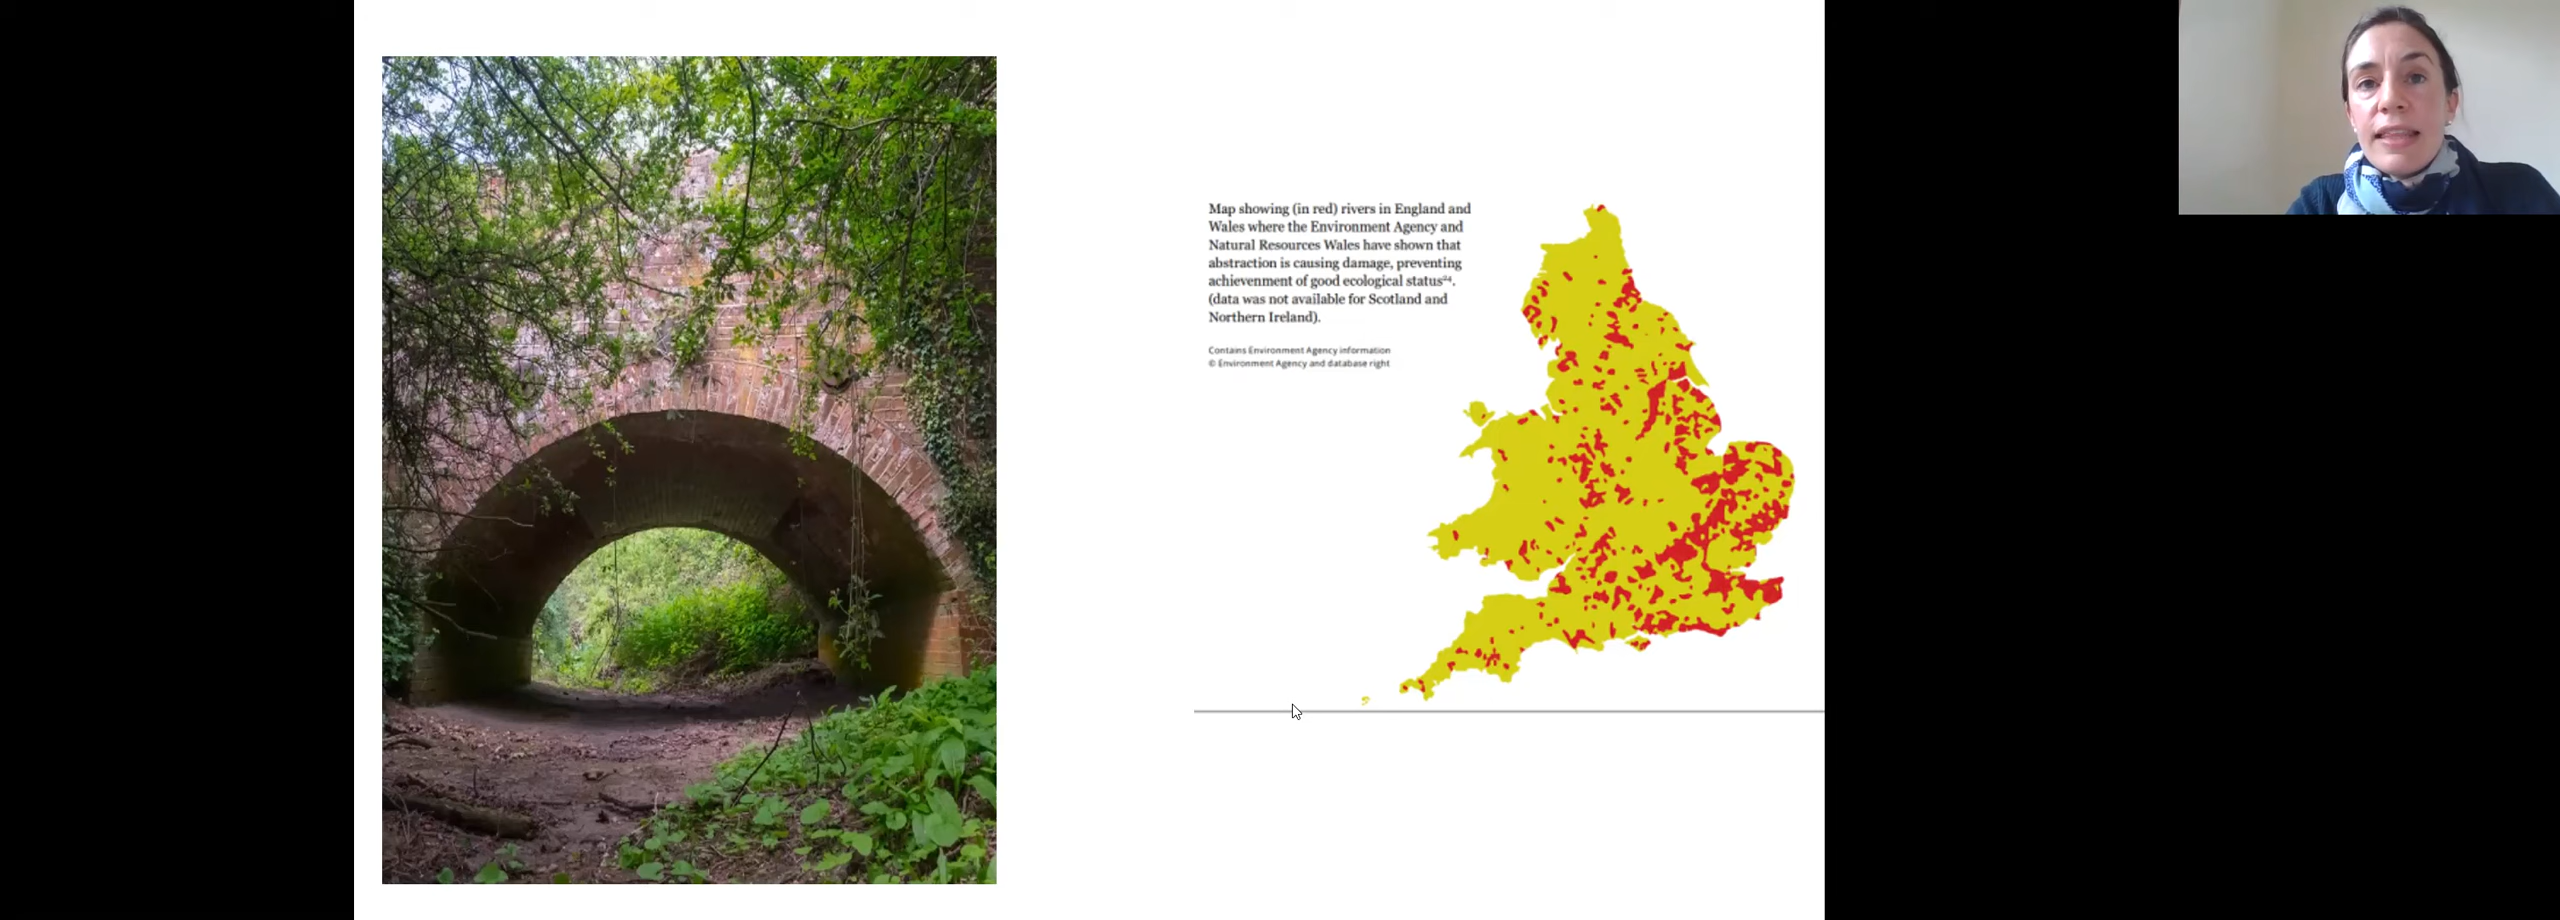 Map showing (in red) rivers in England and
Wales where the Environment Agency and
Natural Resources Wales have shown that
abstraction is causing damage, preventing
achievenment of good ecological status²⁴.
(data was not available for Scotland and
Northern Ireland).
Contains Environment Agency information
© Environment Agency and database right